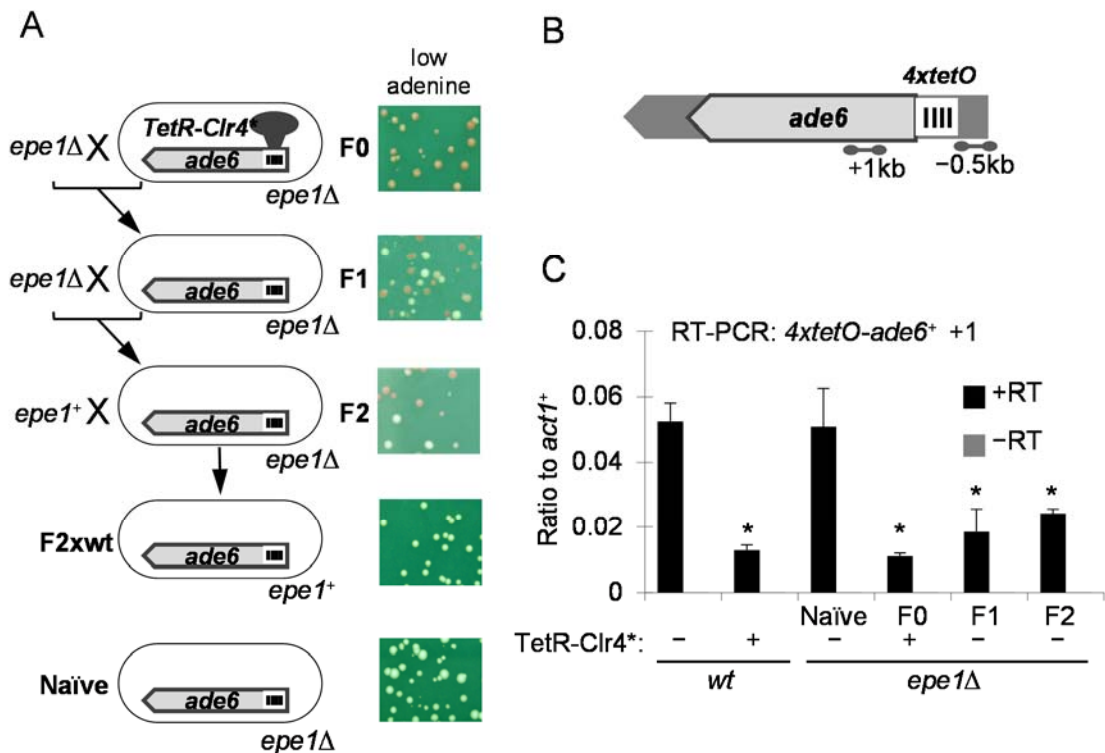 A
low
adenine
TetR-Clr4*
epe1Δ X
ade6
F0
epe1Δ
epe1Δ X
ade6
F1
epe1Δ
epe1+ X
ade6
F2
epe1Δ
F2xwt
ade6
epe1+
Naïve
ade6
epe1Δ
B
4xtetO
ade6
+1kb
−0.5kb
C
RT-PCR: 4xtetO-ade6+ +1
+RT
−RT
Ratio to act1+
0.08
0.06
0.04
0.02
0
* * * *
Naïve F0 F1 F2
TetR-Clr4*: − + − + − −
wt epe1Δ